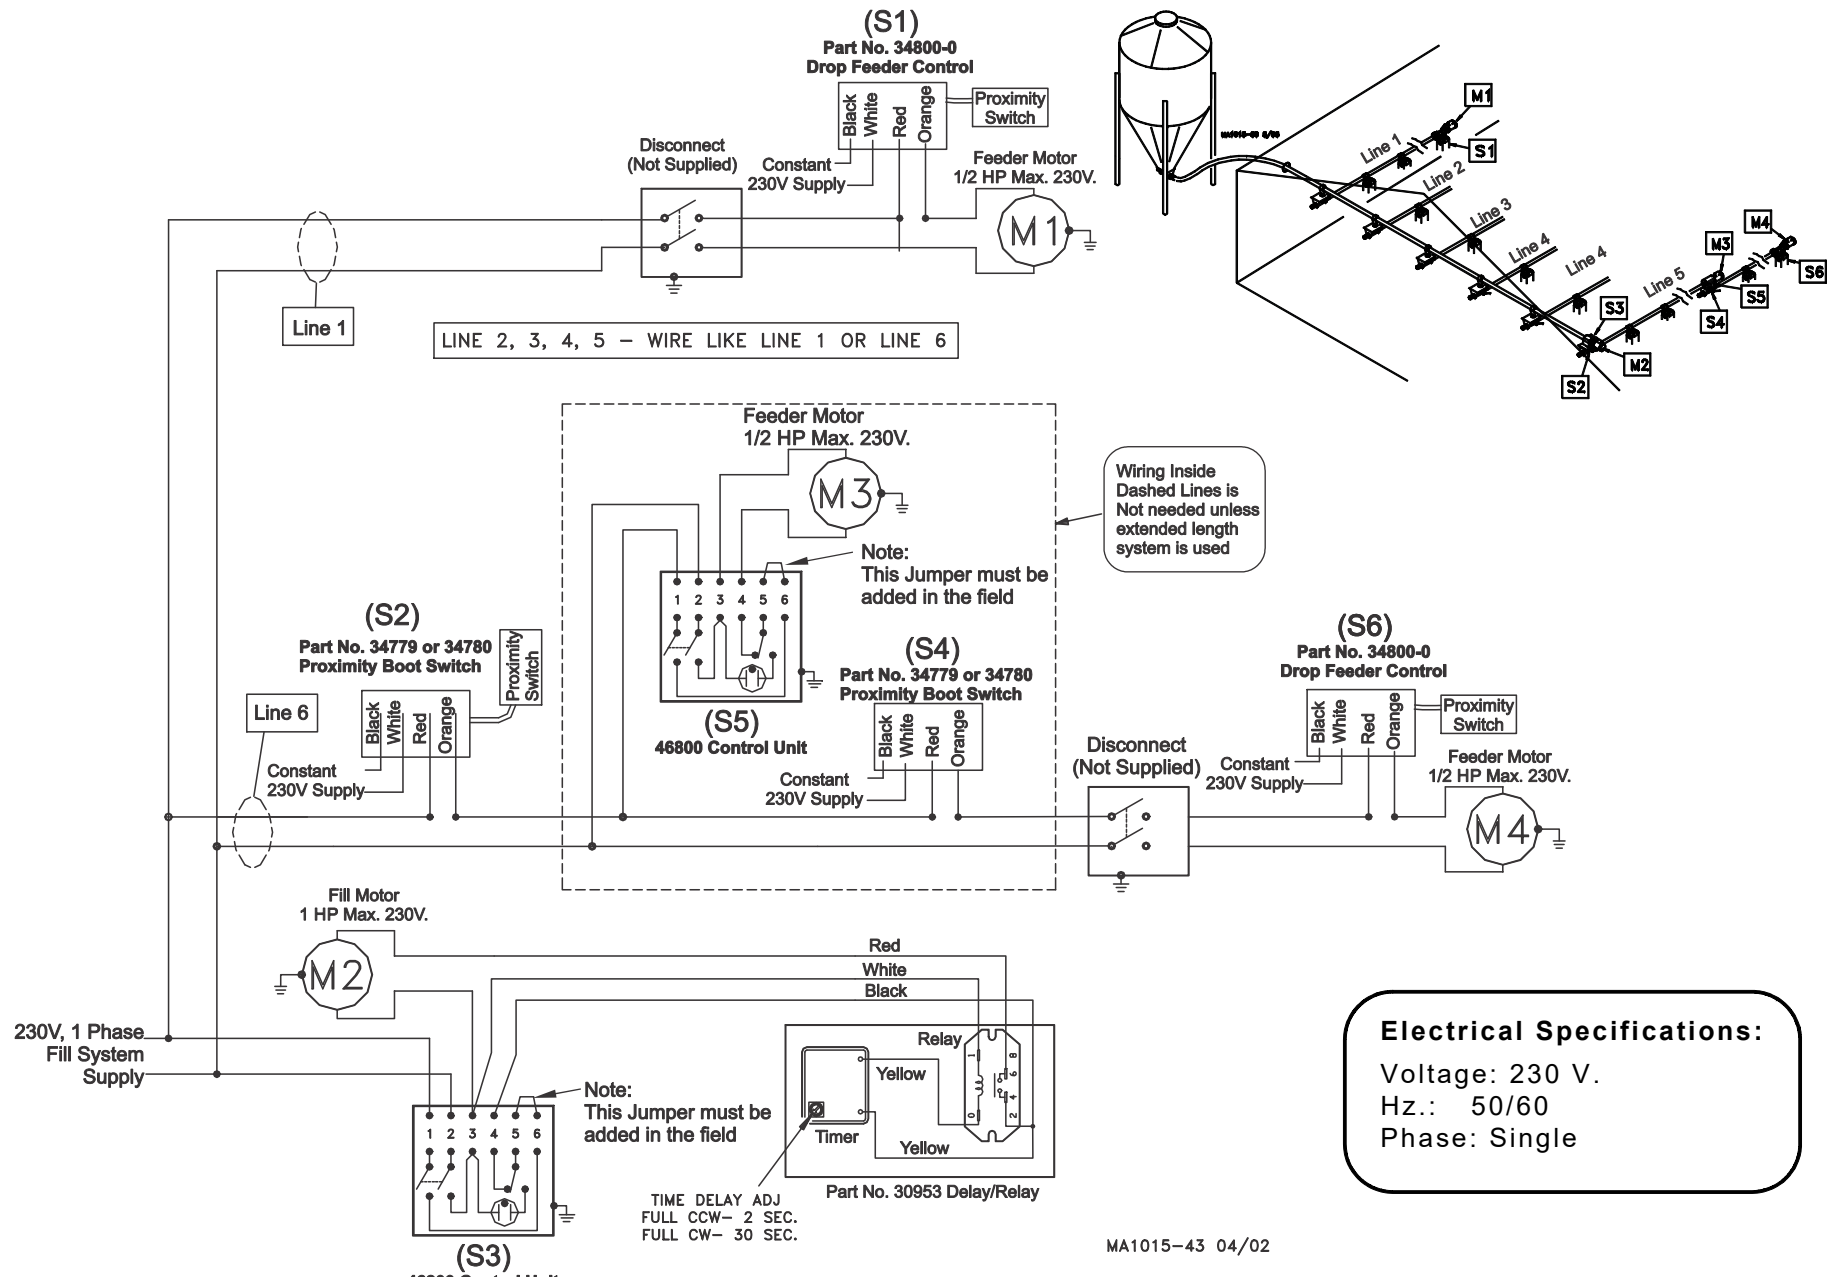 (S1)
Part No. 34800-0
Drop Feeder Control
Black
White
Red
Orange
Proximity
Switch
Disconnect
(Not Supplied)
Constant
230V Supply
Feeder Motor
1/2 HP Max. 230V.
M1
Line 1
LINE 2, 3, 4, 5 – WIRE LIKE LINE 1 OR LINE 6
Line 1
Line 2
Line 3
Line 4
Line 4
Line 5
M1
S1
M4
M3
S6
S5
S4
S3
M2
S2
Feeder Motor
1/2 HP Max. 230V.
M3
Note:
This Jumper must be
added in the field
1 2 3 4 5 6
(S5)
46800 Control Unit
Wiring Inside
Dashed Lines is
Not needed unless
extended length
system is used
(S2)
Part No. 34779 or 34780
Proximity Boot Switch
Proximity
Switch
Black
White
Red
Orange
Constant
230V Supply
Line 6
(S4)
Part No. 34779 or 34780
Proximity Boot Switch
Black
White
Red
Orange
Constant
230V Supply
Disconnect
(Not Supplied)
(S6)
Part No. 34800-0
Drop Feeder Control
Black
White
Red
Orange
Proximity
Switch
Constant
230V Supply
Feeder Motor
1/2 HP Max. 230V.
M4
Fill Motor
1 HP Max. 230V.
M2
Red
White
Black
230V, 1 Phase
Fill System
Supply
Note:
This Jumper must be
added in the field
1 2 3 4 5 6
(S3)
Relay
1
8
6
4
0
2
Yellow
Yellow
Timer
Part No. 30953 Delay/Relay
TIME DELAY ADJ
FULL CCW– 2 SEC.
FULL CW– 30 SEC.
Electrical Specifications:
Voltage: 230 V.
Hz.: 50/60
Phase: Single
MA1015–43 04/02